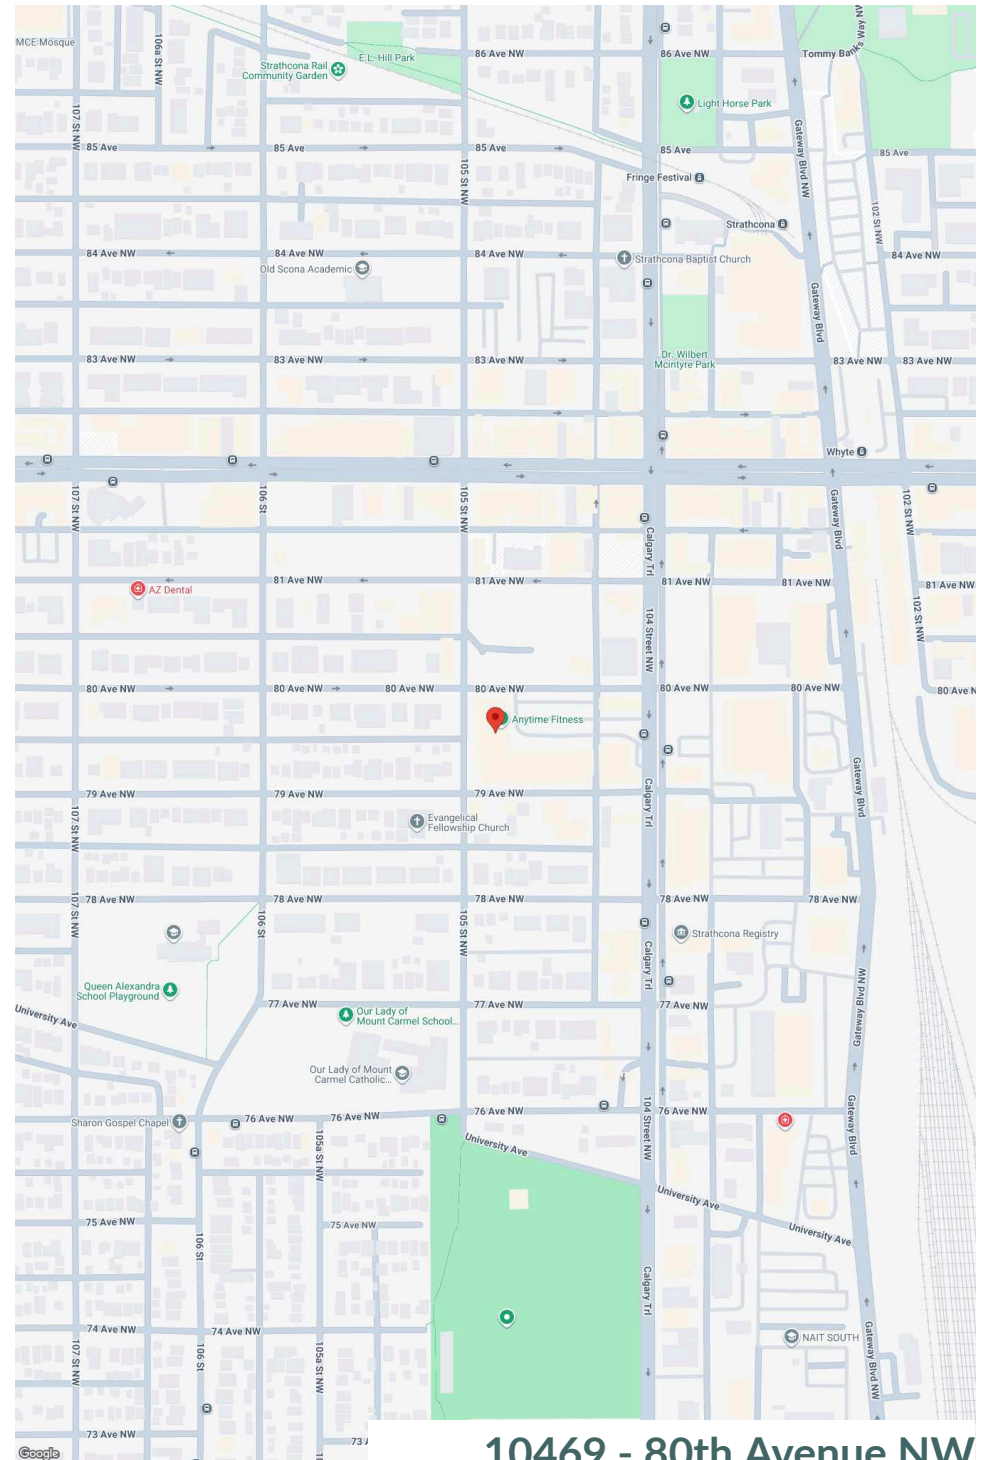 MCE Mosque
106a St NW
Strathcona Rail
Community Garden
E.L. Hill Park
86 Ave NW
86 Ave NW
Tommy Banks Way NW
Light Horse Park
107 St NW
Gateway Blvd NW
85 Ave
85 Ave
85 Ave
85 Ave
85 Ave
105 St NW
Fringe Festival
102 St NW
Strathcona
84 Ave NW
84 Ave NW
84 Ave NW
84 Ave NW
Old Scona Academic
Strathcona Baptist Church
Gateway Blvd
83 Ave NW
83 Ave NW
83 Ave NW
83 Ave NW
83 Ave NW
Dr. Wilbert
McIntyre Park
Whyte
107 St NW
106 St
105 St NW
Gateway Blvd
102 St NW
Calgary Trl
81 Ave NW
81 Ave NW
81 Ave NW
81 Ave NW
81 Ave NW
AZ Dental
102 St NW
104 Street NW
80 Ave NW
80 Ave NW
80 Ave NW
80 Ave NW
80 Ave NW
80 Ave NW
80 Ave N
Anytime Fitness
79 Ave NW
79 Ave NW
79 Ave NW
Calgary Trl
Gateway Blvd
107 St NW
Evangelical
Fellowship Church
78 Ave NW
78 Ave NW
78 Ave NW
78 Ave NW
78 Ave NW
107 St NW
106 St
105 St NW
Strathcona Registry
Calgary Trl
Queen Alexandra
School Playground
Gateway Blvd NW
77 Ave NW
77 Ave NW
77 Ave NW
University Ave
Our Lady of
Mount Carmel School...
Our Lady of Mount
Carmel Catholic...
76 Ave NW
76 Ave NW
76 Ave NW
76 Ave NW
Sharon Gospel Chapel
104 Street NW
Gateway Blvd
105a St NW
University Ave
University Ave
University Ave
75 Ave NW
75 Ave NW
106 St
Calgary Trl
74 Ave NW
74 Ave NW
107 St NW
106 St
105a St NW
NAIT SOUTH
Gateway Blvd NW
73 Ave NW
73
Google
10469 - 80th Avenue NW